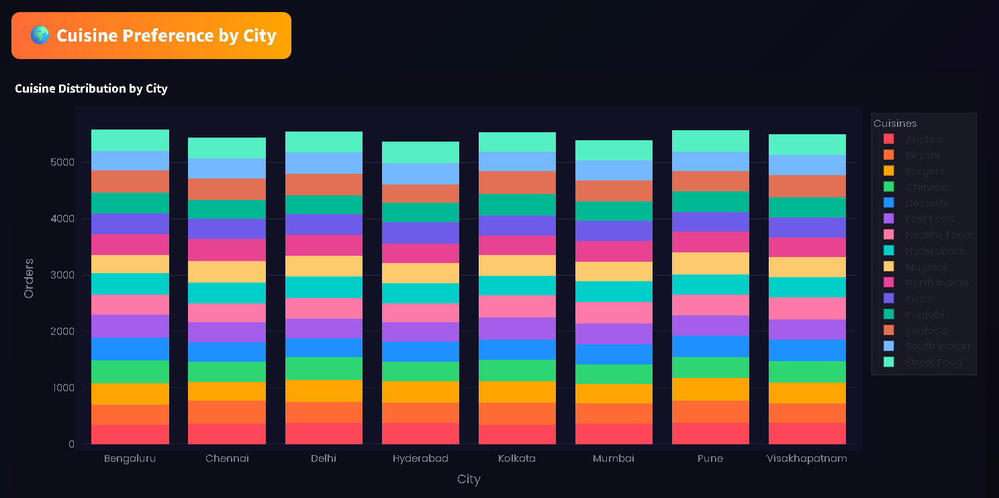 🌍 Cuisine Preference by City
Cuisine Distribution by City
Cuisines
Andhra
Biryani
Burgers
Chinese
Desserts
Fast Food
Healthy Food
Hyderabadi
Mughlai
North Indian
Pizza
Punjabi
Seafood
South Indian
Street Food
Orders
5000
4000
3000
2000
1000
0
Bengaluru Chennai Delhi Hyderabad Kolkata Mumbai Pune Visakhapatnam
City